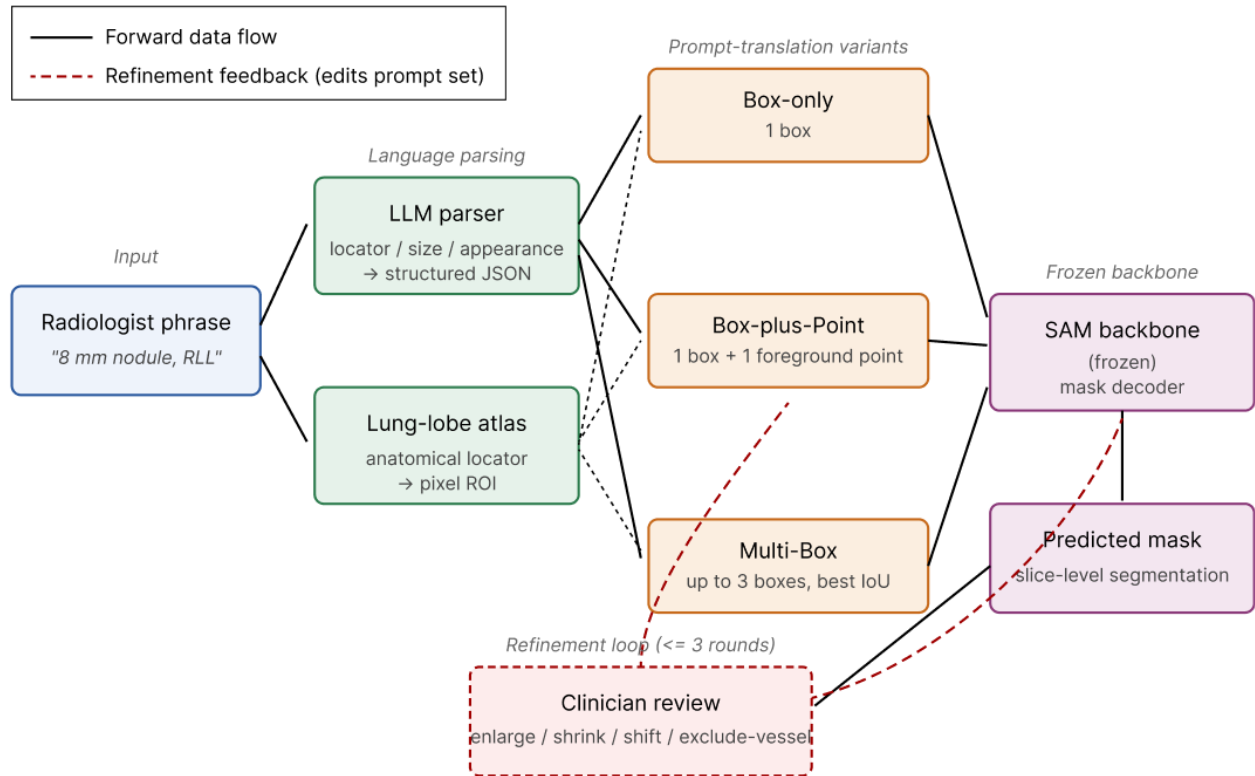 Forward data flow
Refinement feedback (edits prompt set)
Prompt-translation variants
Box-only
1 box
Language parsing
LLM parser
locator / size / appearance
→ structured JSON
Input
Radiologist phrase
"8 mm nodule, RLL"
Lung-lobe atlas
anatomical locator
→ pixel ROI
Box-plus-Point
1 box + 1 foreground point
Multi-Box
up to 3 boxes, best IoU
Frozen backbone
SAM backbone
(frozen)
mask decoder
Predicted mask
slice-level segmentation
Refinement loop (<= 3 rounds)
Clinician review
enlarge / shrink / shift / exclude-vessel